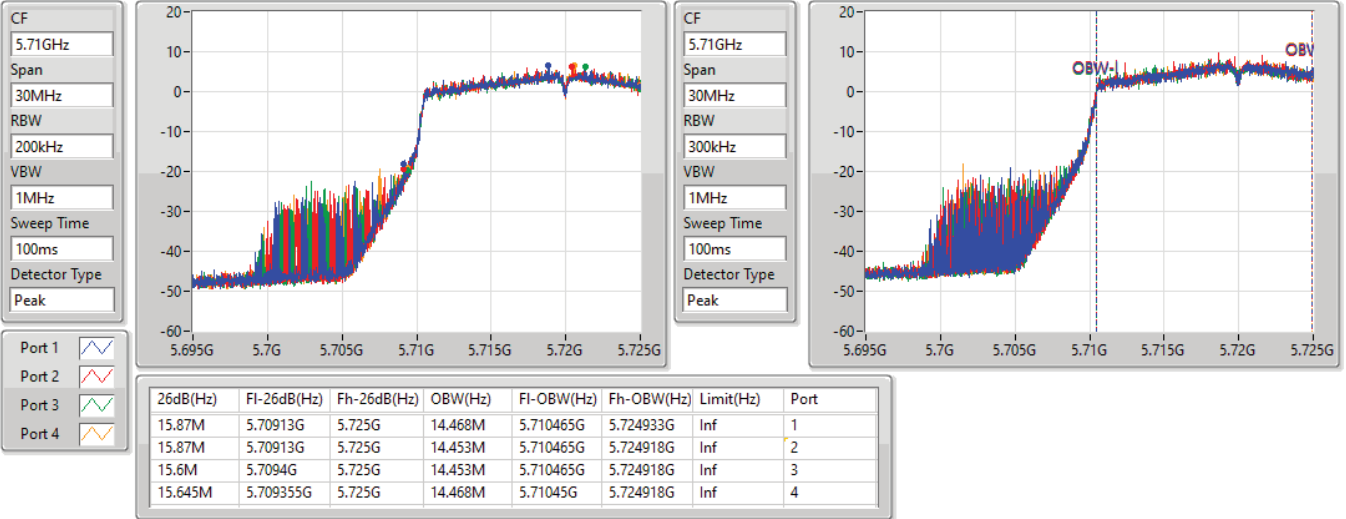 CF
5.71GHz
Span
30MHz
RBW
200kHz
VBW
1MHz
Sweep Time
100ms
Detector Type
Peak
Port 1
Port 2
Port 3
Port 4
20-
10-
0-
-10-
-20-
-30-
-40-
-50-
-60-
5.695G 5.7G 5.705G 5.71G 5.715G 5.72G 5.725G
CF
5.71GHz
Span
30MHz
RBW
300kHz
VBW
1MHz
Sweep Time
100ms
Detector Type
Peak
20-
10-
0-
-10-
-20-
-30-
-40-
-50-
-60-
OBW-l
OBW
5.695G 5.7G 5.705G 5.71G 5.715G 5.72G 5.725G
26dB(Hz) Fl-26dB(Hz) Fh-26dB(Hz) OBW(Hz) Fl-OBW(Hz) Fh-OBW(Hz) Limit(Hz) Port
15.87M 5.70913G 5.725G 14.468M 5.710465G 5.724933G Inf 1
15.87M 5.70913G 5.725G 14.453M 5.710465G 5.724918G Inf 2
15.6M 5.7094G 5.725G 14.453M 5.710465G 5.724918G Inf 3
15.645M 5.709355G 5.725G 14.468M 5.71045G 5.724918G Inf 4